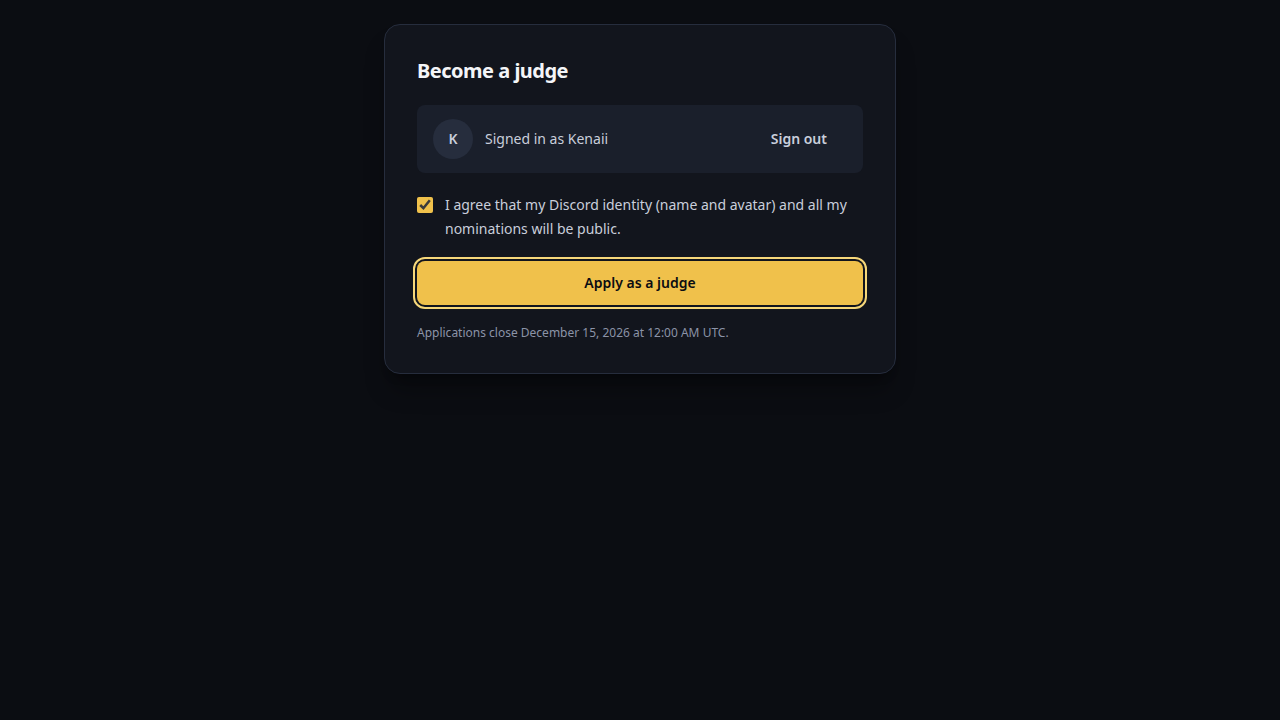 Become a judge
K
Signed in as Kenaii
Sign out
I agree that my Discord identity (name and avatar) and all my
nominations will be public.
Apply as a judge
Applications close December 15, 2026 at 12:00 AM UTC.